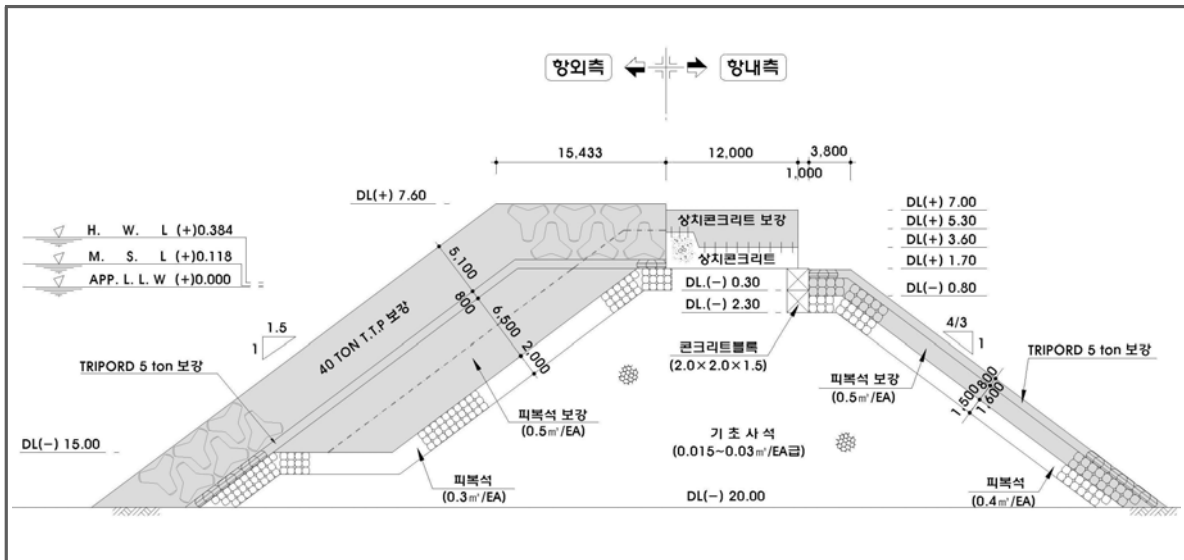 항외측
항내측
15,433
12,000
3,800
1,000
DL(+) 7.60
DL(+) 7.00
DL(+) 5.30
DL(+) 3.60
DL(+) 1.70
DL(-) 0.80
H. W. L (+)0.384
M. S. L (+)0.118
APP. L. L. W (+)0.000
상치콘크리트 보강
상치콘크리트
DL.(-) 0.30
DL.(-) 2.30
5,100
800
6,500
2,000
40 TON T.T.P 보강
1.5
1
4/3
1
TRIPORD 5 ton 보강
콘크리트블록
(2.0×2.0×1.5)
피복석 보강
(0.5㎥/EA)
TRIPORD 5 ton 보강
800
1,500
1,600
피복석 보강
(0.5㎥/EA)
기초사석
(0.015~0.03㎥/EA급)
DL(-) 15.00
피복석
(0.3㎥/EA)
DL(-) 20.00
피복석
(0.4㎥/EA)